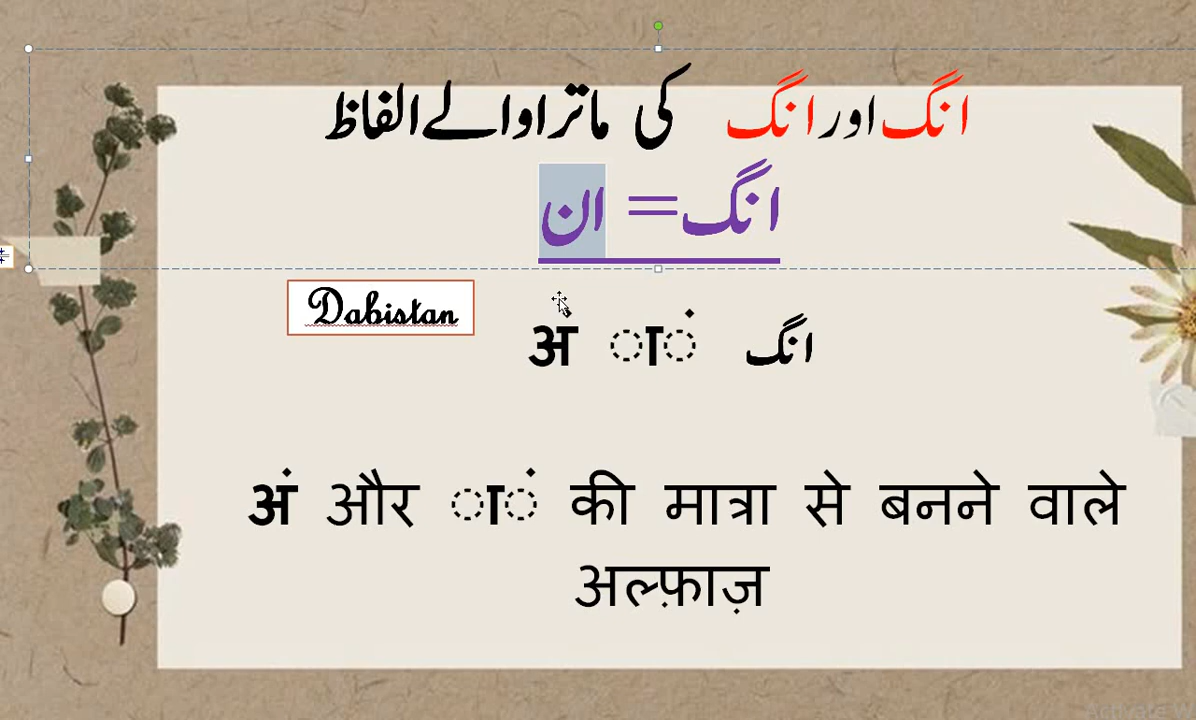 انگ اور انگ کی ماترا والے الفاظ
انگ = ان
Dabistan
अं ां انگ
अं और ां की मात्रा से बनने वाले
अल्फ़ाज़